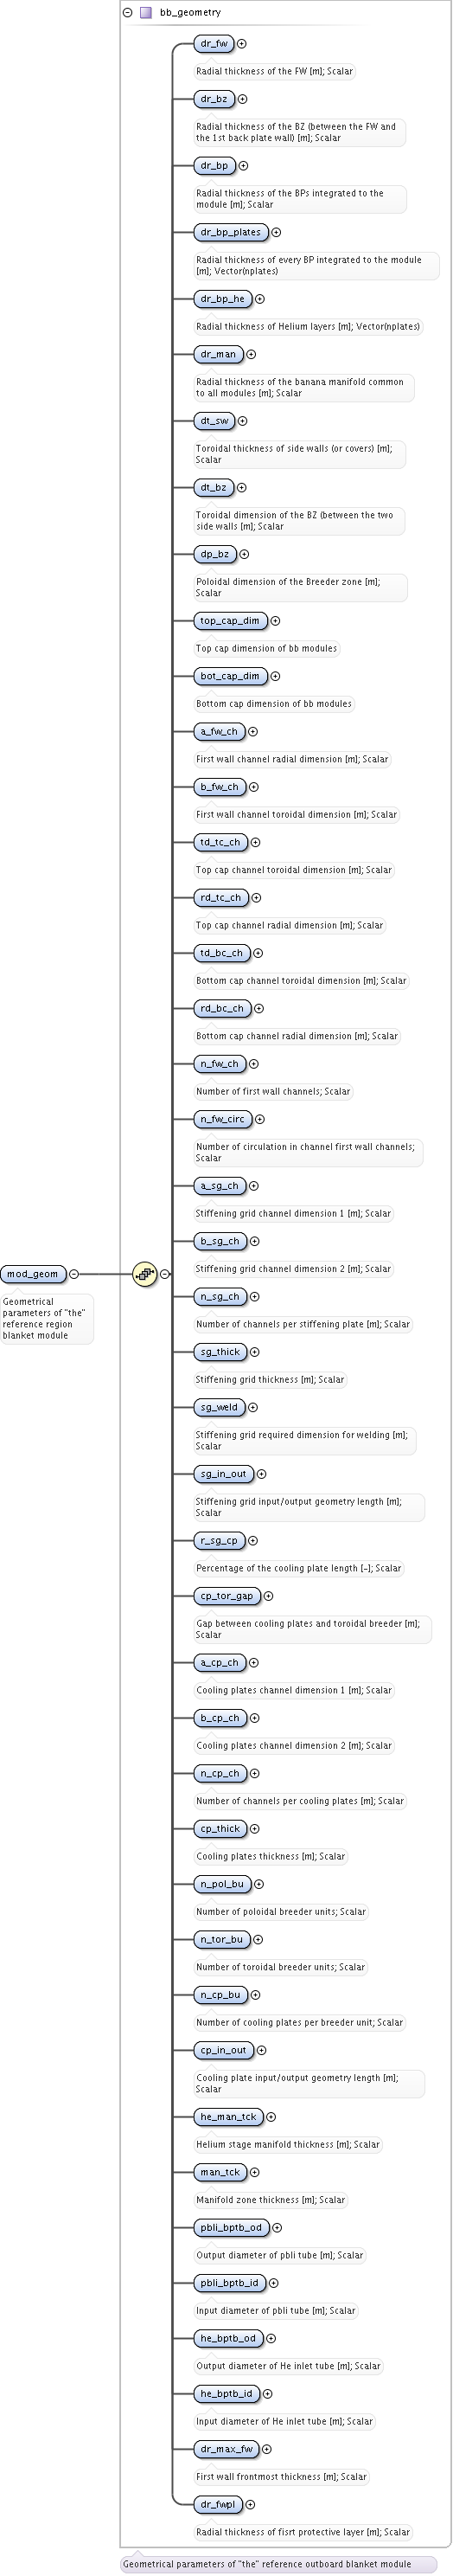 bb_geometry
dr_fw
Radial thickness of the FW [m]; Scalar
dr_bz
Radial thickness of the BZ (between the FW and
the 1st back plate wall) [m]; Scalar
dr_bp
Radial thickness of the BPs integrated to the
module [m]; Scalar
dr_bp_plates
Radial thickness of every BP integrated to the module
[m]; Vector(nplates)
dr_bp_he
Radial thickness of Helium layers [m]; Vector(nplates)
dr_man
Radial thickness of the banana manifold common
to all modules [m]; Scalar
dt_sw
Toroidal thickness of side walls (or covers) [m];
Scalar
dt_bz
Toroidal dimension of the BZ (between the two
side walls [m]; Scalar
dp_bz
Poloidal dimension of the Breeder zone [m];
Scalar
top_cap_dim
Top cap dimension of bb modules
bot_cap_dim
Bottom cap dimension of bb modules
a_fw_ch
First wall channel radial dimension [m]; Scalar
b_fw_ch
First wall channel toroidal dimension [m]; Scalar
td_tc_ch
Top cap channel toroidal dimension [m]; Scalar
rd_tc_ch
Top cap channel radial dimension [m]; Scalar
td_bc_ch
Bottom cap channel toroidal dimension [m]; Scalar
rd_bc_ch
Bottom cap channel radial dimension [m]; Scalar
n_fw_ch
Number of first wall channels; Scalar
n_fw_circ
Number of circulation in channel first wall channels;
Scalar
a_sg_ch
Stiffening grid channel dimension 1 [m]; Scalar
b_sg_ch
Stiffening grid channel dimension 2 [m]; Scalar
mod_geom
Geometrical
parameters of "the"
reference region
blanket module
n_sg_ch
Number of channels per stiffening plate [m]; Scalar
sg_thick
Stiffening grid thickness [m]; Scalar
sg_weld
Stiffening grid required dimension for welding [m];
Scalar
sg_in_out
Stiffening grid input/output geometry length [m];
Scalar
r_sg_cp
Percentage of the cooling plate length [-]; Scalar
cp_tor_gap
Gap between cooling plates and toroidal breeder [m];
Scalar
a_cp_ch
Cooling plates channel dimension 1 [m]; Scalar
b_cp_ch
Cooling plates channel dimension 2 [m]; Scalar
n_cp_ch
Number of channels per cooling plates [m]; Scalar
cp_thick
Cooling plates thickness [m]; Scalar
n_pol_bu
Number of poloidal breeder units; Scalar
n_tor_bu
Number of toroidal breeder units; Scalar
n_cp_bu
Number of cooling plates per breeder unit; Scalar
cp_in_out
Cooling plate input/output geometry length [m];
Scalar
he_man_tck
Helium stage manifold thickness [m]; Scalar
man_tck
Manifold zone thickness [m]; Scalar
pbli_bptb_od
Output diameter of pbli tube [m]; Scalar
pbli_bptb_id
Input diameter of pbli tube [m]; Scalar
he_bptb_od
Output diameter of He inlet tube [m]; Scalar
he_bptb_id
Input diameter of He inlet tube [m]; Scalar
dr_max_fw
First wall frontmost thickness [m]; Scalar
dr_fwpl
Radial thickness of fisrt protective layer [m]; Scalar
Geometrical parameters of "the" reference outboard blanket module